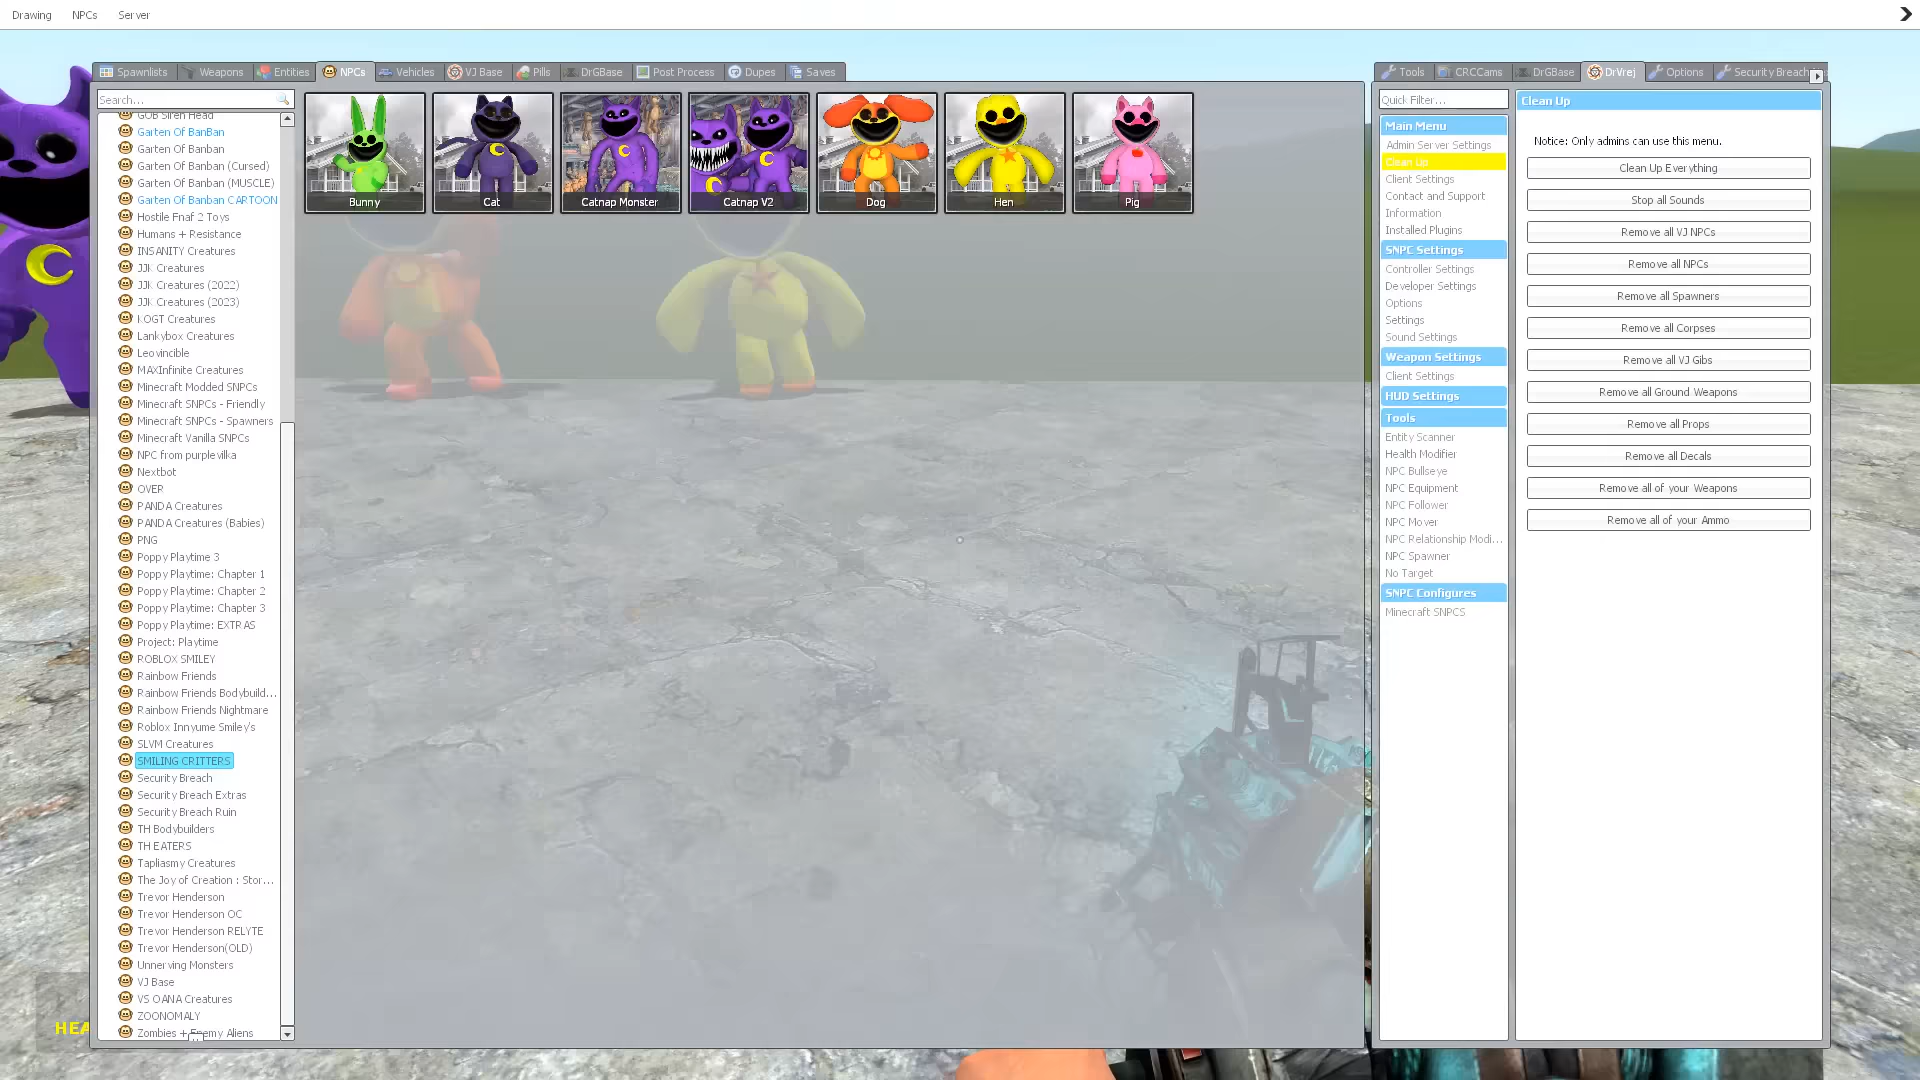 Drawing NPCs Server
Spawnlists Weapons Entities NPCs Vehicles VJ Base Pills DrGBase Post Process Dupes Saves
Search...
GOB Siren Head
Garten Of BanBan
Garten Of Banban
Garten Of Banban (Cursed)
Garten Of Banban (MUSCLE)
Garten Of Banban CARTOON
Hostile Fnaf 2 Toys
Humans + Resistance
INSANITY Creatures
JJK Creatures
JJK Creatures (2022)
JJK Creatures (2023)
KOGT Creatures
Lankybox Creatures
Leovincible
MAXInfinite Creatures
Minecraft Modded SNPCs
Minecraft SNPCs - Friendly
Minecraft SNPCs - Spawners
Minecraft Vanilla SNPCs
NPC from purplevilka
Nextbot
OVER
PANDA Creatures
PANDA Creatures (Babies)
PNG
Poppy Playtime 3
Poppy Playtime: Chapter 1
Poppy Playtime: Chapter 2
Poppy Playtime: Chapter 3
Poppy Playtime: EXTRAS
Project: Playtime
ROBLOX SMILEY
Rainbow Friends
Rainbow Friends Bodybuild...
Rainbow Friends Nightmare
Roblox Innyume Smiley's
SLVM Creatures
SMILING CRITTERS
Security Breach
Security Breach Extras
Security Breach Ruin
TH Bodybuilders
TH EATERS
Tapliasmy Creatures
The Joy of Creation : Stor...
Trevor Henderson
Trevor Henderson OC
Trevor Henderson RELYTE
Trevor Henderson(OLD)
Unnerving Monsters
VJ Base
VS OANA Creatures
ZOONOMALY
Zombies + Enemy Aliens
Bunny Cat Catnap Monster Catnap V2 Dog Hen Pig
HEA
Tools CRCCams DrGBase DrVrej Options Security Breach
Quick Filter...
Main Menu
Admin Server Settings
Clean Up
Client Settings
Contact and Support
Information
Installed Plugins
SNPC Settings
Controller Settings
Developer Settings
Options
Settings
Sound Settings
Weapon Settings
Client Settings
HUD Settings
Tools
Entity Scanner
Health Modifier
NPC Bullseye
NPC Equipment
NPC Follower
NPC Mover
NPC Relationship Modi...
NPC Spawner
No Target
SNPC Configures
Minecraft SNPCS
Clean Up
Notice: Only admins can use this menu.
Clean Up Everything
Stop all Sounds
Remove all VJ NPCs
Remove all NPCs
Remove all Spawners
Remove all Corpses
Remove all VJ Gibs
Remove all Ground Weapons
Remove all Props
Remove all Decals
Remove all of your Weapons
Remove all of your Ammo